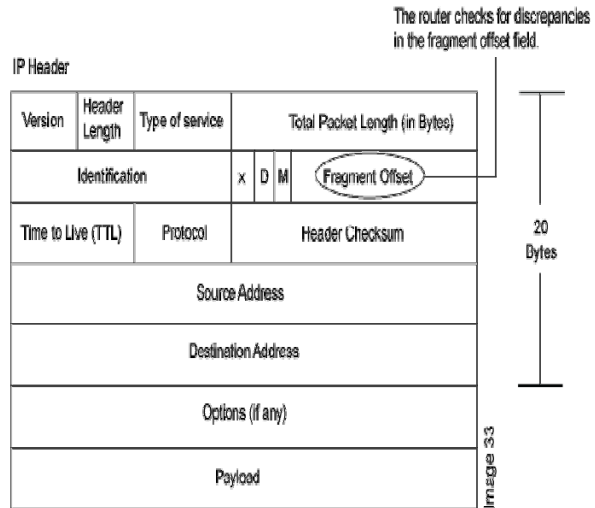 The router checks for discrepancies
in the fragment offset field.
IP Header
Version
Header
Length
Type of service
Total Packet Length (in Bytes)
Identification
x
D
M
Fragment Offset
Time to Live (TTL)
Protocol
Header Checksum
20
Bytes
Source Address
Destination Address
Options (if any)
Payload
Image 33